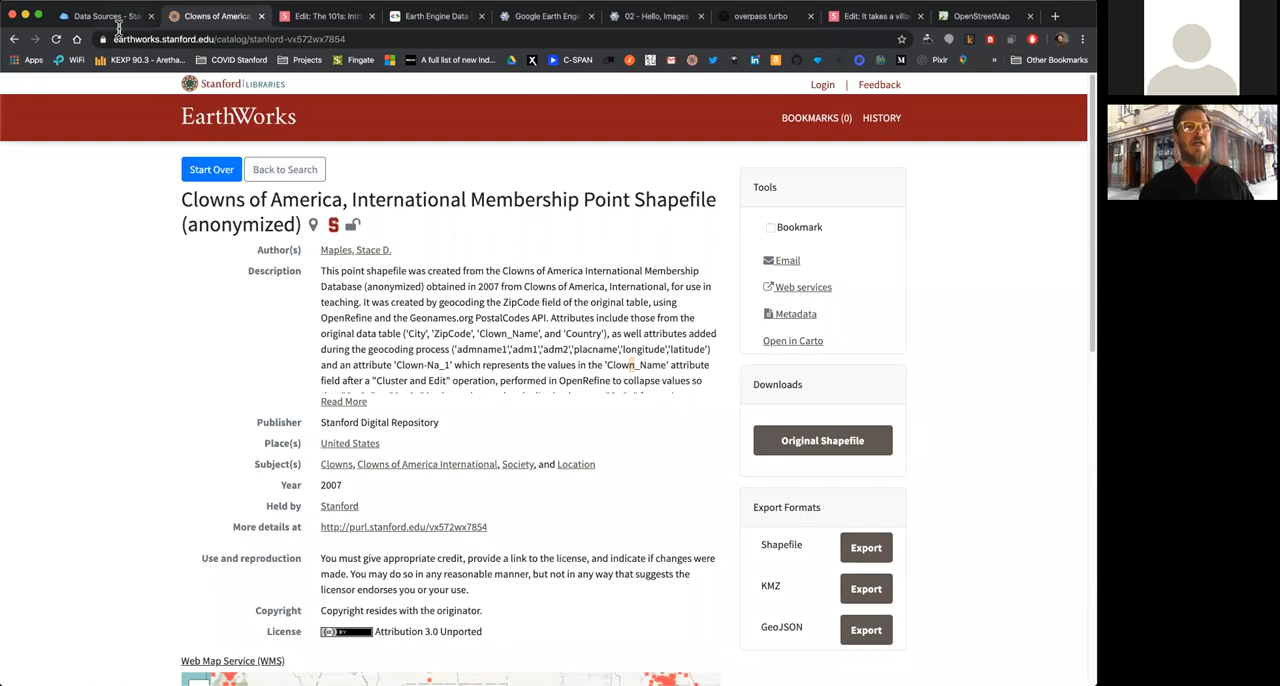 Data Sources - Sta
Clowns of America,
Edit: The 101s: Int
Earth Engine Data
Google Earth Engin
02 - Hello, Images
overpass turbo
Edit: It takes a villa
OpenStreetMap
earthworks.stanford.edu/catalog/stanford-vx572wx7854
Apps
WiFi
KEXP 90.3 - Aretha...
COVID Stanford
Projects
Fingate
A full list of new Ind...
C-SPAN
Pixlr
Other Bookmarks
Stanford LIBRARIES
Login | Feedback
EarthWorks
BOOKMARKS (0) HISTORY
Start Over Back to Search
Clowns of America, International Membership Point Shapefile
(anonymized)
Author(s) Maples, Stace D.
Description This point shapefile was created from the Clowns of America International Membership
Database (anonymized) obtained in 2007 from Clowns of America, International, for use in
teaching. It was created by geocoding the ZipCode field of the original table, using
OpenRefine and the Geonames.org PostalCodes API. Attributes include those from the
original data table ('City', 'ZipCode', 'Clown_Name', and 'Country'), as well attributes added
during the geocoding process ('admname1','adm1','adm2','placname','longitude','latitude')
and an attribute 'Clown-Na_1' which represents the values in the 'Clown_Name' attribute
field after a "Cluster and Edit" operation, performed in OpenRefine to collapse values so
Read More
Publisher Stanford Digital Repository
Place(s) United States
Subject(s) Clowns, Clowns of America International, Society, and Location
Year 2007
Held by Stanford
More details at http://purl.stanford.edu/vx572wx7854
Use and reproduction You must give appropriate credit, provide a link to the license, and indicate if changes were
made. You may do so in any reasonable manner, but not in any way that suggests the
licensor endorses you or your use.
Copyright Copyright resides with the originator.
License Attribution 3.0 Unported
Web Map Service (WMS)
Tools
Bookmark
Email
Web services
Metadata
Open in Carto
Downloads
Original Shapefile
Export Formats
Shapefile Export
KMZ Export
GeoJSON Export